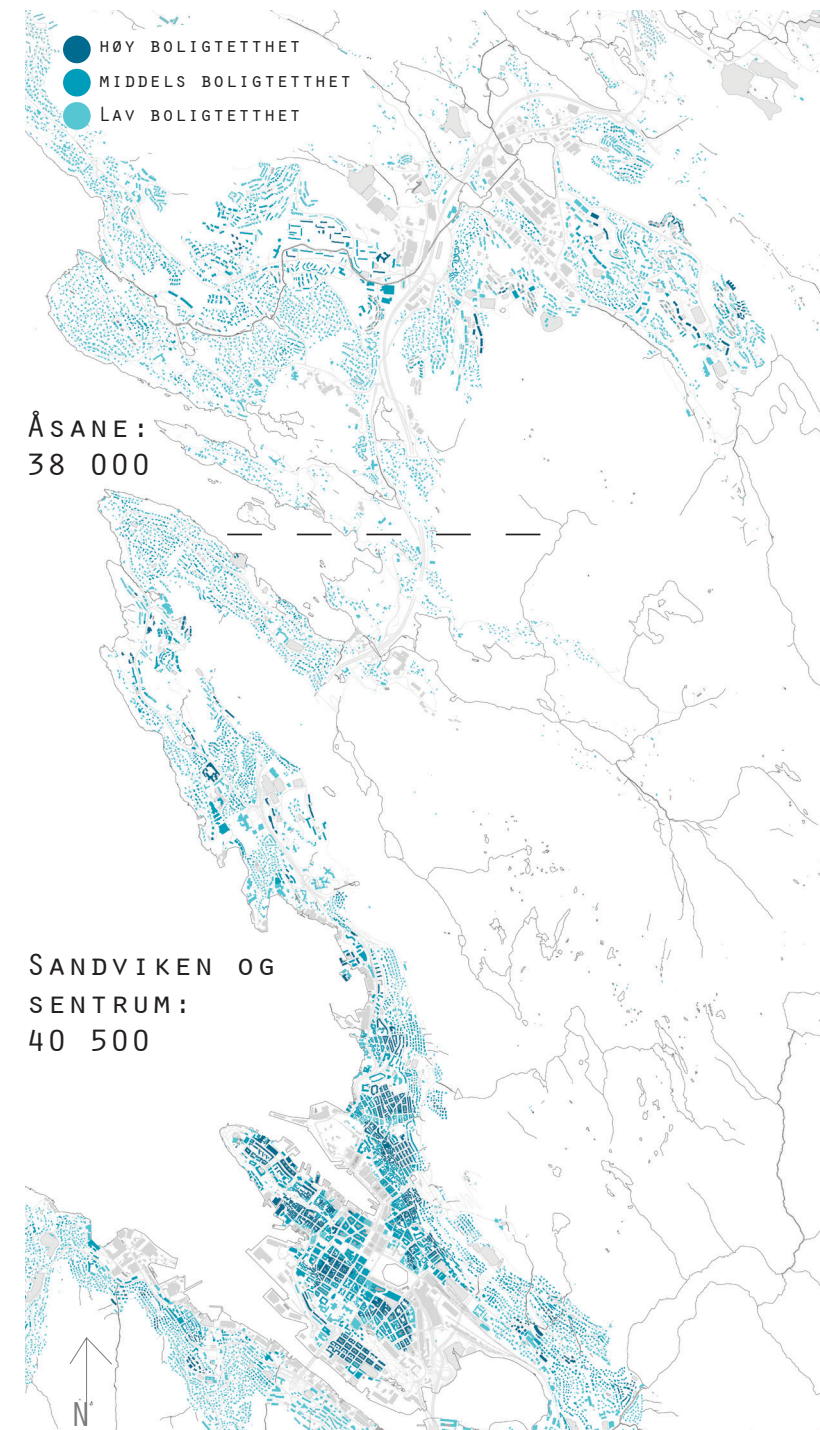 HØY BOLIGTETTHET
MIDDELS BOLIGTETTHET
LAV BOLIGTETTHET
ÅSANE:
38 000
SANDVIKEN OG
SENTRUM:
40 500
N